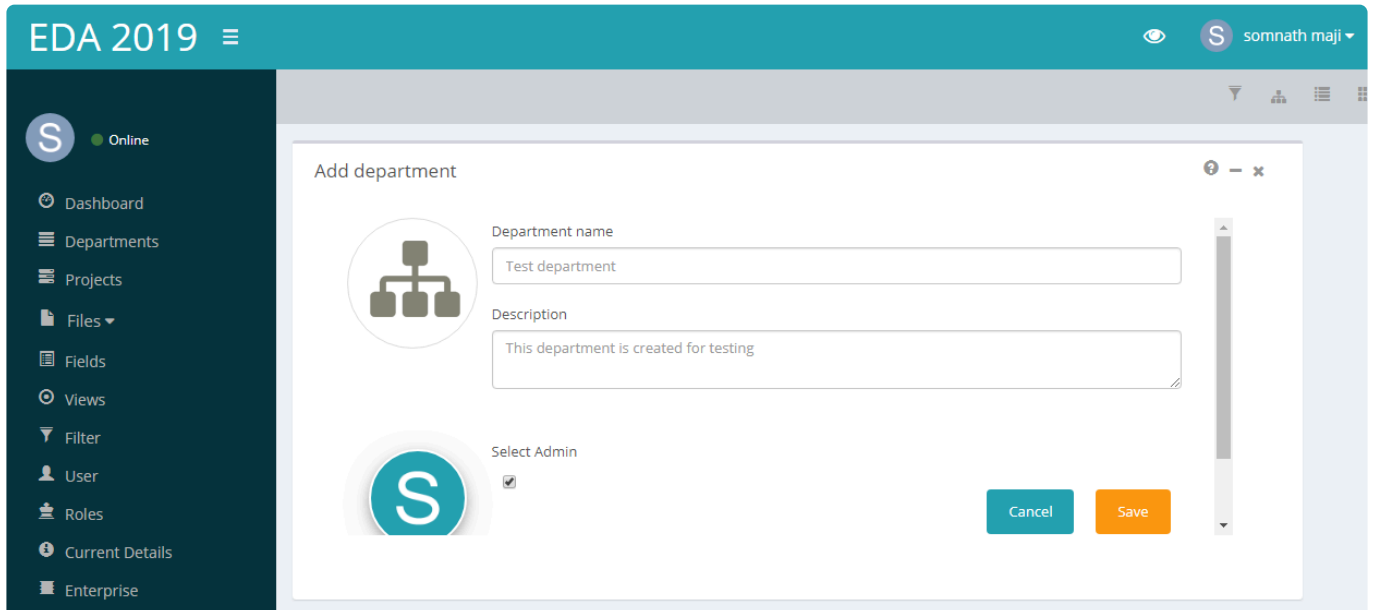 EDA 2019
S somnath maji
S Online
Dashboard
Departments
Projects
Files
Fields
Views
Filter
User
Roles
Current Details
Enterprise
Add department
Department name
Test department
Description
This department is created for testing
S
Select Admin
Cancel Save